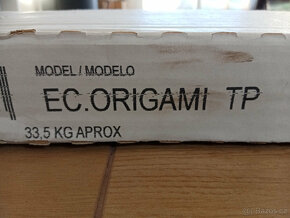 MODEL / MODELO
EC.ORIGAMI TP
33,5 KG APROX